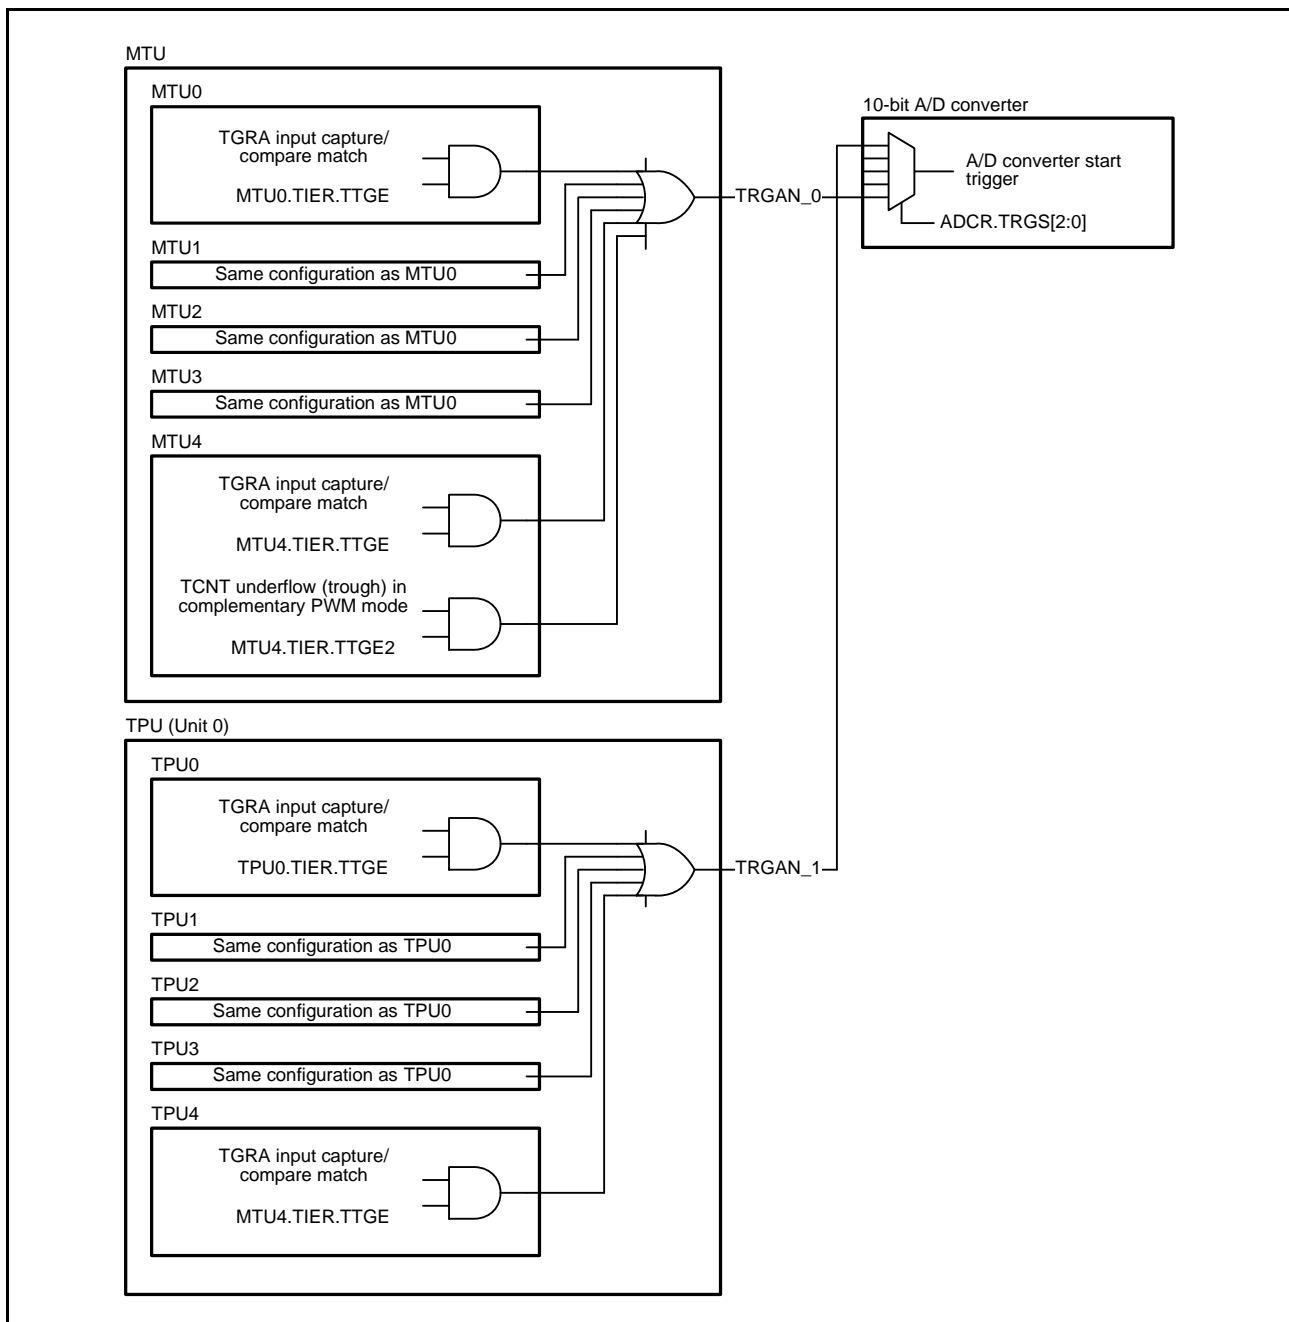 MTU
MTU0
TGRA input capture/
compare match
MTU0.TIER.TTGE
MTU1
Same configuration as MTU0
MTU2
Same configuration as MTU0
MTU3
Same configuration as MTU0
MTU4
TGRA input capture/
compare match
MTU4.TIER.TTGE
TCNT underflow (trough) in
complementary PWM mode
MTU4.TIER.TTGE2
TRGAN_0
10-bit A/D converter
A/D converter start
trigger
ADCR.TRGS[2:0]
TPU (Unit 0)
TPU0
TGRA input capture/
compare match
TPU0.TIER.TTGE
TPU1
Same configuration as TPU0
TPU2
Same configuration as TPU0
TPU3
Same configuration as TPU0
TPU4
TGRA input capture/
compare match
MTU4.TIER.TTGE
TRGAN_1